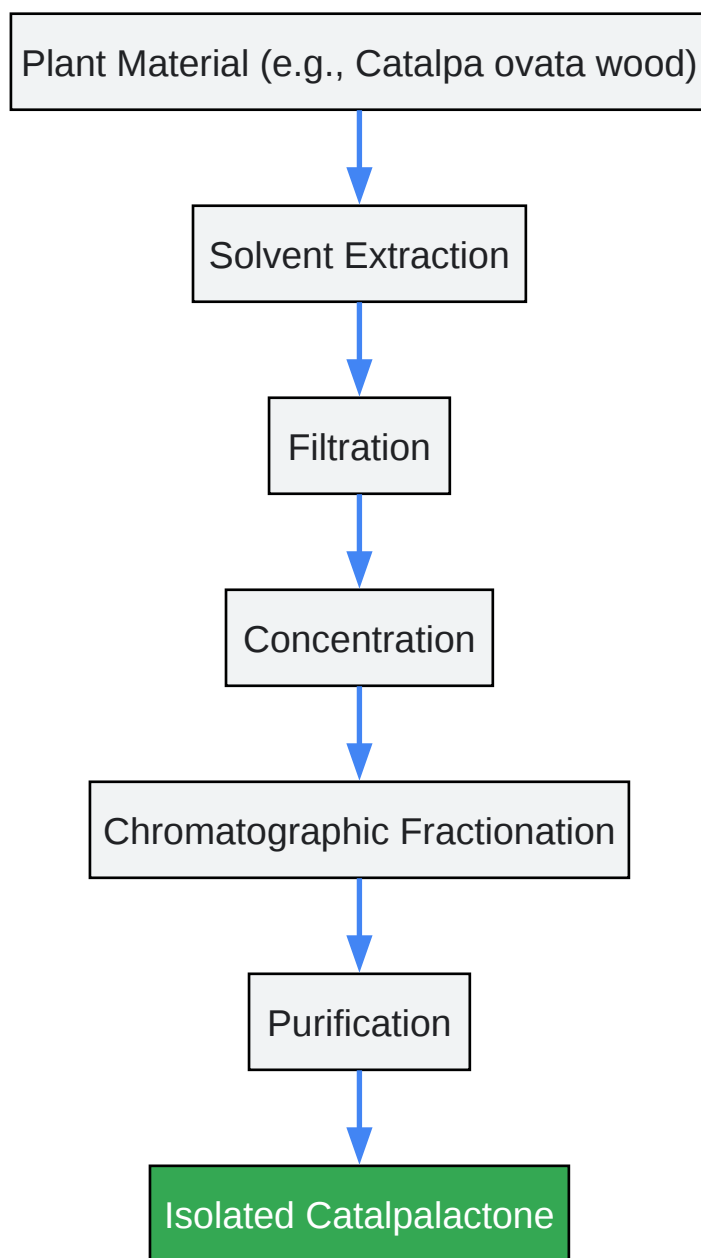 Plant Material (e.g., Catalpa ovata wood)
Solvent Extraction
Filtration
Concentration
Chromatographic Fractionation
Purification
Isolated Catalpalactone